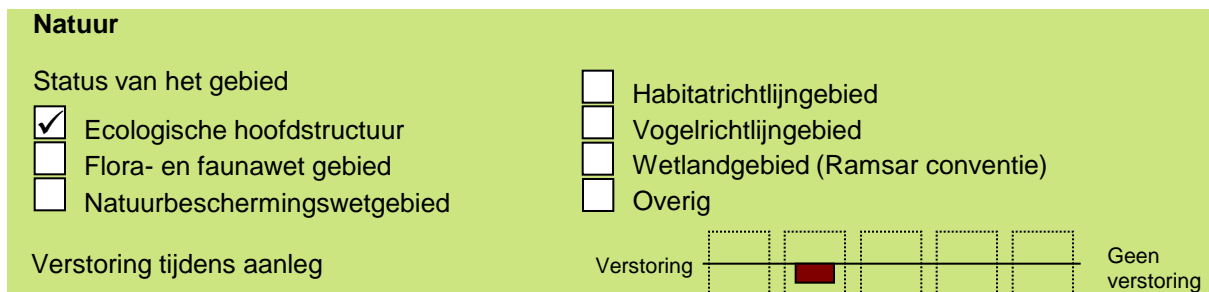 Natuur
Status van het gebied
✓ Ecologische hoofdstructuur
Flora- en faunawet gebied
Natuurbeschermingswetgebied
Habitatrichtlijngebied
Vogelrichtlijngebied
Wetlandgebied (Ramsar conventie)
Overig
Verstoring tijdens aanleg
Verstoring
Geen
verstoring